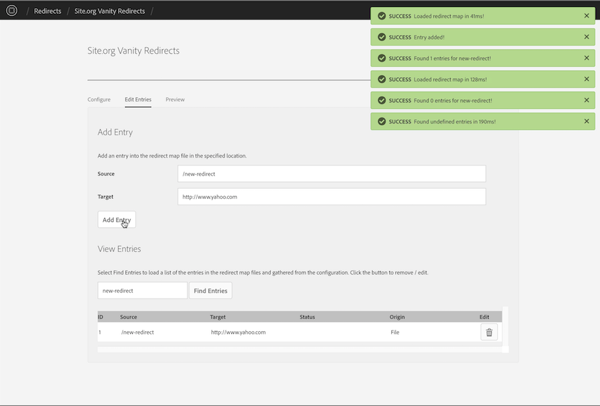 Redirects / Site.org Vanity Redirects /
SUCCESS Loaded redirect map in 41ms!
SUCCESS Entry added!
SUCCESS Found 1 entries for new-redirect!
SUCCESS Loaded redirect map in 128ms!
SUCCESS Found 0 entries for new-redirect!
SUCCESS Found undefined entries in 190ms!
Site.org Vanity Redirects
Configure Edit Entries Preview
Add Entry
Add an entry into the redirect map file in the specified location.
Source /new-redirect
Target http://www.yahoo.com
Add Entry
View Entries
Select Find Entries to load a list of the entries in the redirect map files and gathered from the configuration. Click the button to remove / edit.
new-redirect Find Entries
ID Source Target Status Origin Edit
1 /new-redirect http://www.yahoo.com File